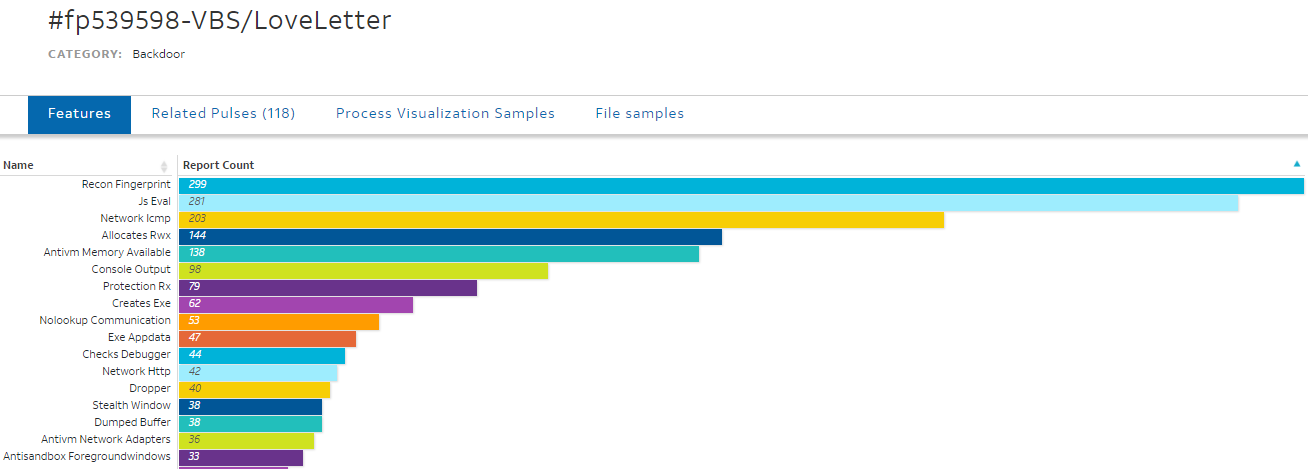 #fp539598-VBS/LoveLetter
CATEGORY: Backdoor
Features Related Pulses (118) Process Visualization Samples File samples
Name Report Count
Recon Fingerprint 299
Js Eval 281
Network Icmp 203
Allocates Rwx 144
Antivm Memory Available 138
Console Output 98
Protection Rx 79
Creates Exe 62
Nolookup Communication 53
Exe Appdata 47
Checks Debugger 44
Network Http 42
Dropper 40
Stealth Window 38
Dumped Buffer 38
Antivm Network Adapters 36
Antisandbox Foregroundwindows 33